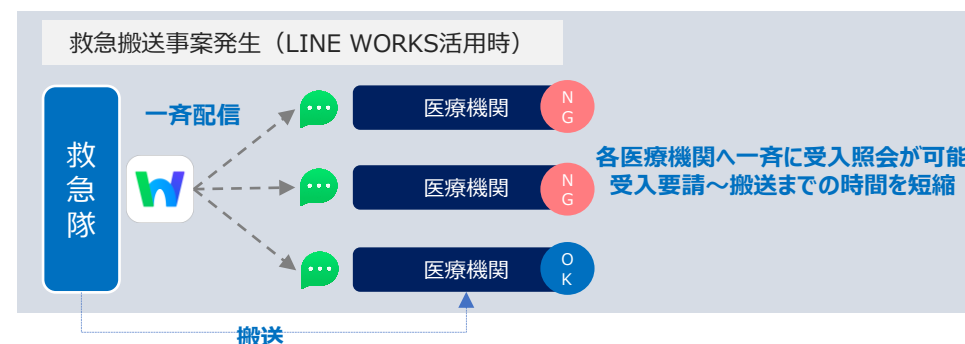 救急搬送事案発生（LINE WORKS活用時）
救急隊
一斉配信
医療機関
NG
医療機関
NG
医療機関
OK
各医療機関へ一斉に受入照会が可能
受入要請～搬送までの時間を短縮
搬送